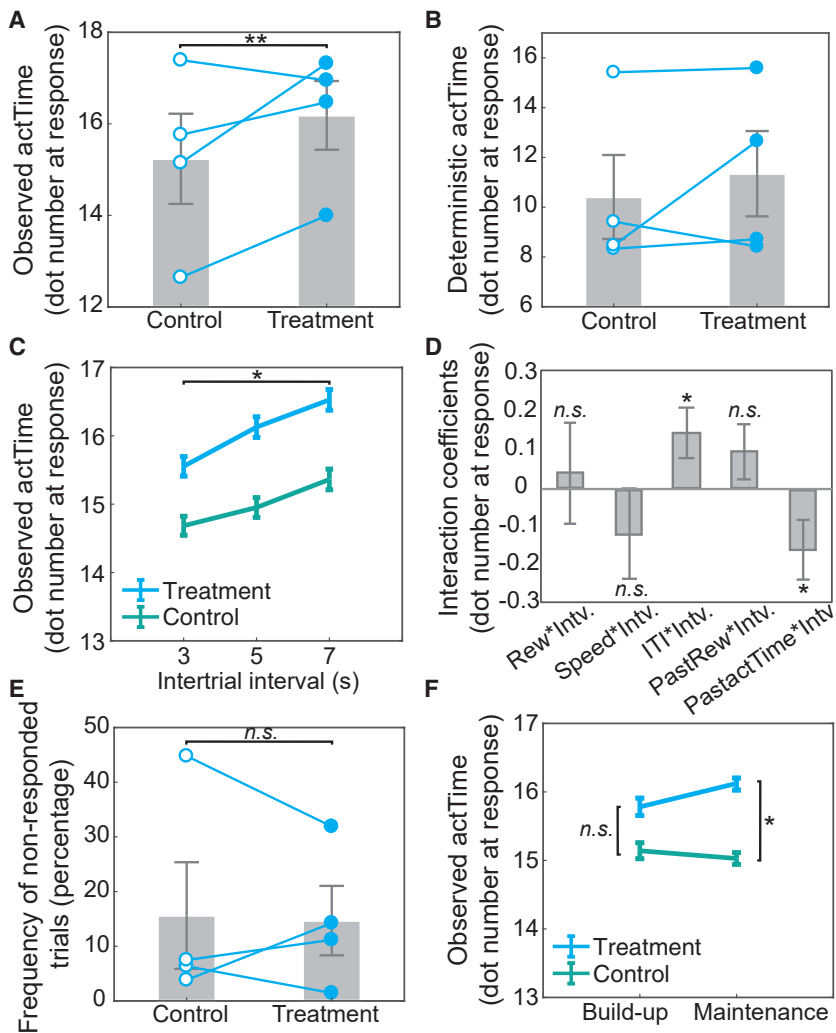 A
Observed actTime
(dot number at response)
18
16
14
12
**
Control
Treatment
B
Deterministic actTime
(dot number at response)
16
14
12
10
8
6
Control
Treatment
C
Observed actTime
(dot number at response)
17
16
15
14
13
*
Treatment
Control
3
5
7
Intertrial interval (s)
D
Interaction coefficients
(dot number at response)
0.3
0.2
0.1
0
-0.1
-0.2
-0.3
n.s.
n.s.
*
n.s.
*
Rew*Intv.
Speed*Intv.
ITI*Intv.
PastRew*Intv.
PastactTime*Intv
E
Frequency of non-responded
trials (percentage)
50
40
30
20
10
0
n.s.
Control
Treatment
F
Observed actTime
(dot number at response)
17
16
15
14
13
n.s.
*
Treatment
Control
Build-up
Maintenance